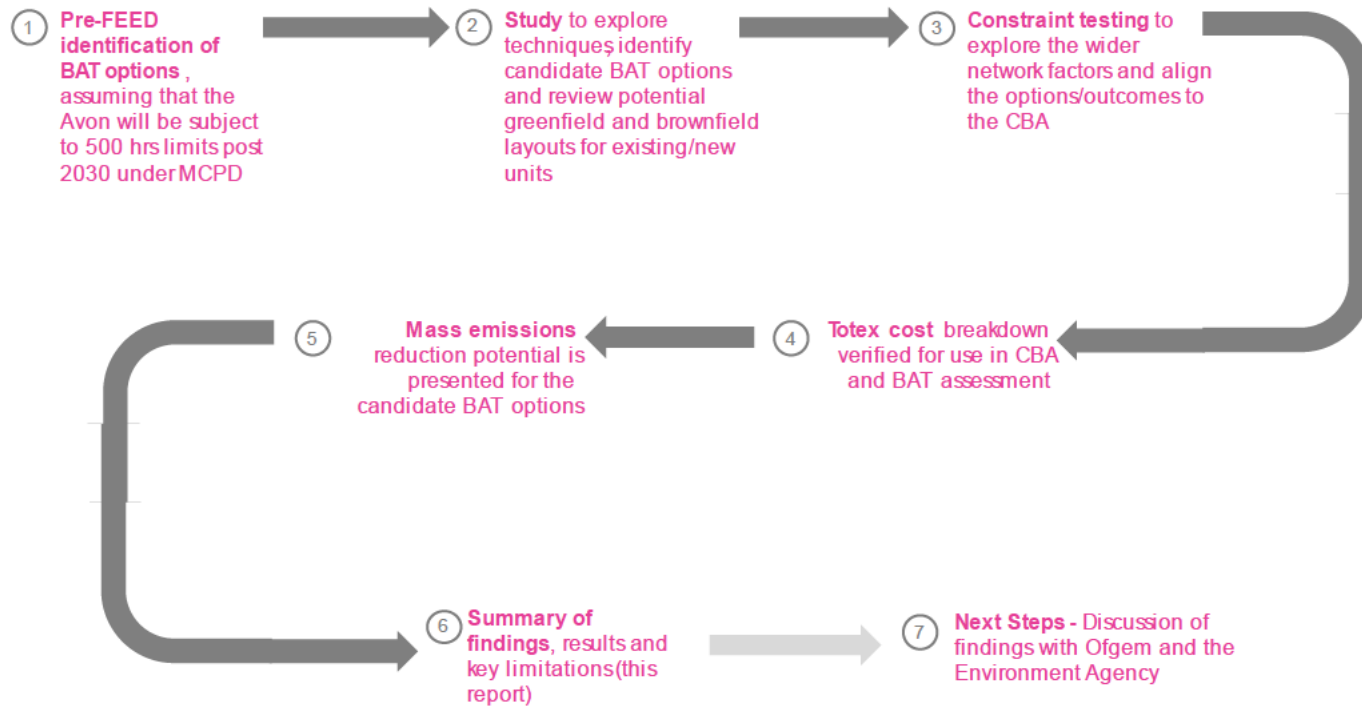 1
Pre-FEED
identification of
BAT options ,
assuming that the
Avon will be subject
to 500 hrs limits post
2030 under MCPD
2
Study to explore
techniques, identify
candidate BAT options
and review potential
greenfield and brownfield
layouts for existing/new
units
3
Constraint testing to
explore the wider
network factors and align
the options/outcomes to
the CBA
4
Totex cost breakdown
verified for use in CBA
and BAT assessment
5
Mass emissions
reduction potential is
presented for the
candidate BAT options
6
Summary of
findings, results and
key limitations(this
report)
7
Next Steps - Discussion of
findings with Ofgem and the
Environment Agency